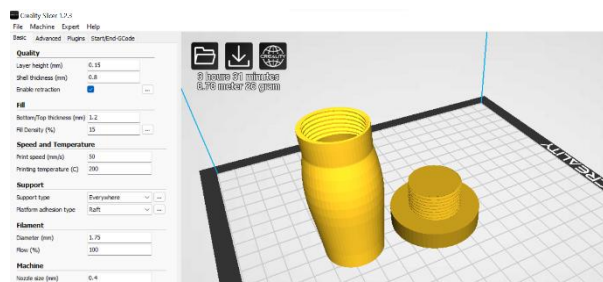 Creality Slicer 1.2.3
File Machine Expert Help
Basic Advanced Plugins Start/End-GCode
Quality
Layer height (mm) 0.15
Shell thickness (mm) 0.8
Enable retraction ...
Fill
Bottom/Top thickness (mm) 1.2
Fill Density (%) 15 ...
Speed and Temperature
Print speed (mm/s) 50
Printing temperature (C) 200
Support
Support type Everywhere ...
Platform adhesion type Raft ...
Filament
Diameter (mm) 1.75
Flow (%) 100
Machine
Nozzle size (mm) 0.4
CREALITY
3 hours 31 minutes
8.78 meter 26 gram
CREALITY